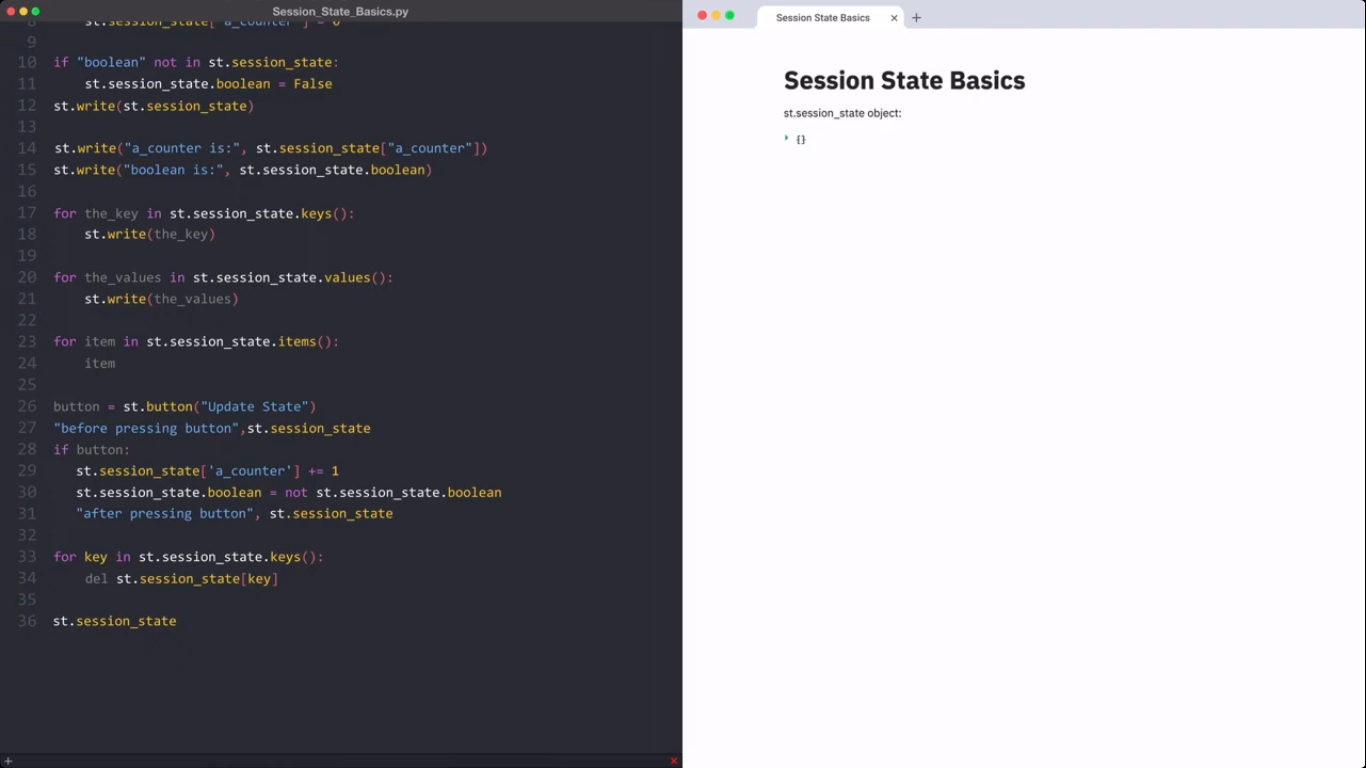 Session_State_Basics.py
8 st.session_state["a_counter"] = 0
9
10 if "boolean" not in st.session_state:
11 st.session_state.boolean = False
12 st.write(st.session_state)
13
14 st.write("a_counter is:", st.session_state["a_counter"])
15 st.write("boolean is:", st.session_state.boolean)
16
17 for the_key in st.session_state.keys():
18 st.write(the_key)
19
20 for the_values in st.session_state.values():
21 st.write(the_values)
22
23 for item in st.session_state.items():
24 item
25
26 button = st.button("Update State")
27 "before pressing button",st.session_state
28 if button:
29 st.session_state['a_counter'] += 1
30 st.session_state.boolean = not st.session_state.boolean
31 "after pressing button", st.session_state
32
33 for key in st.session_state.keys():
34 del st.session_state[key]
35
36 st.session_state
Session State Basics
Session State Basics
st.session_state object:
{}